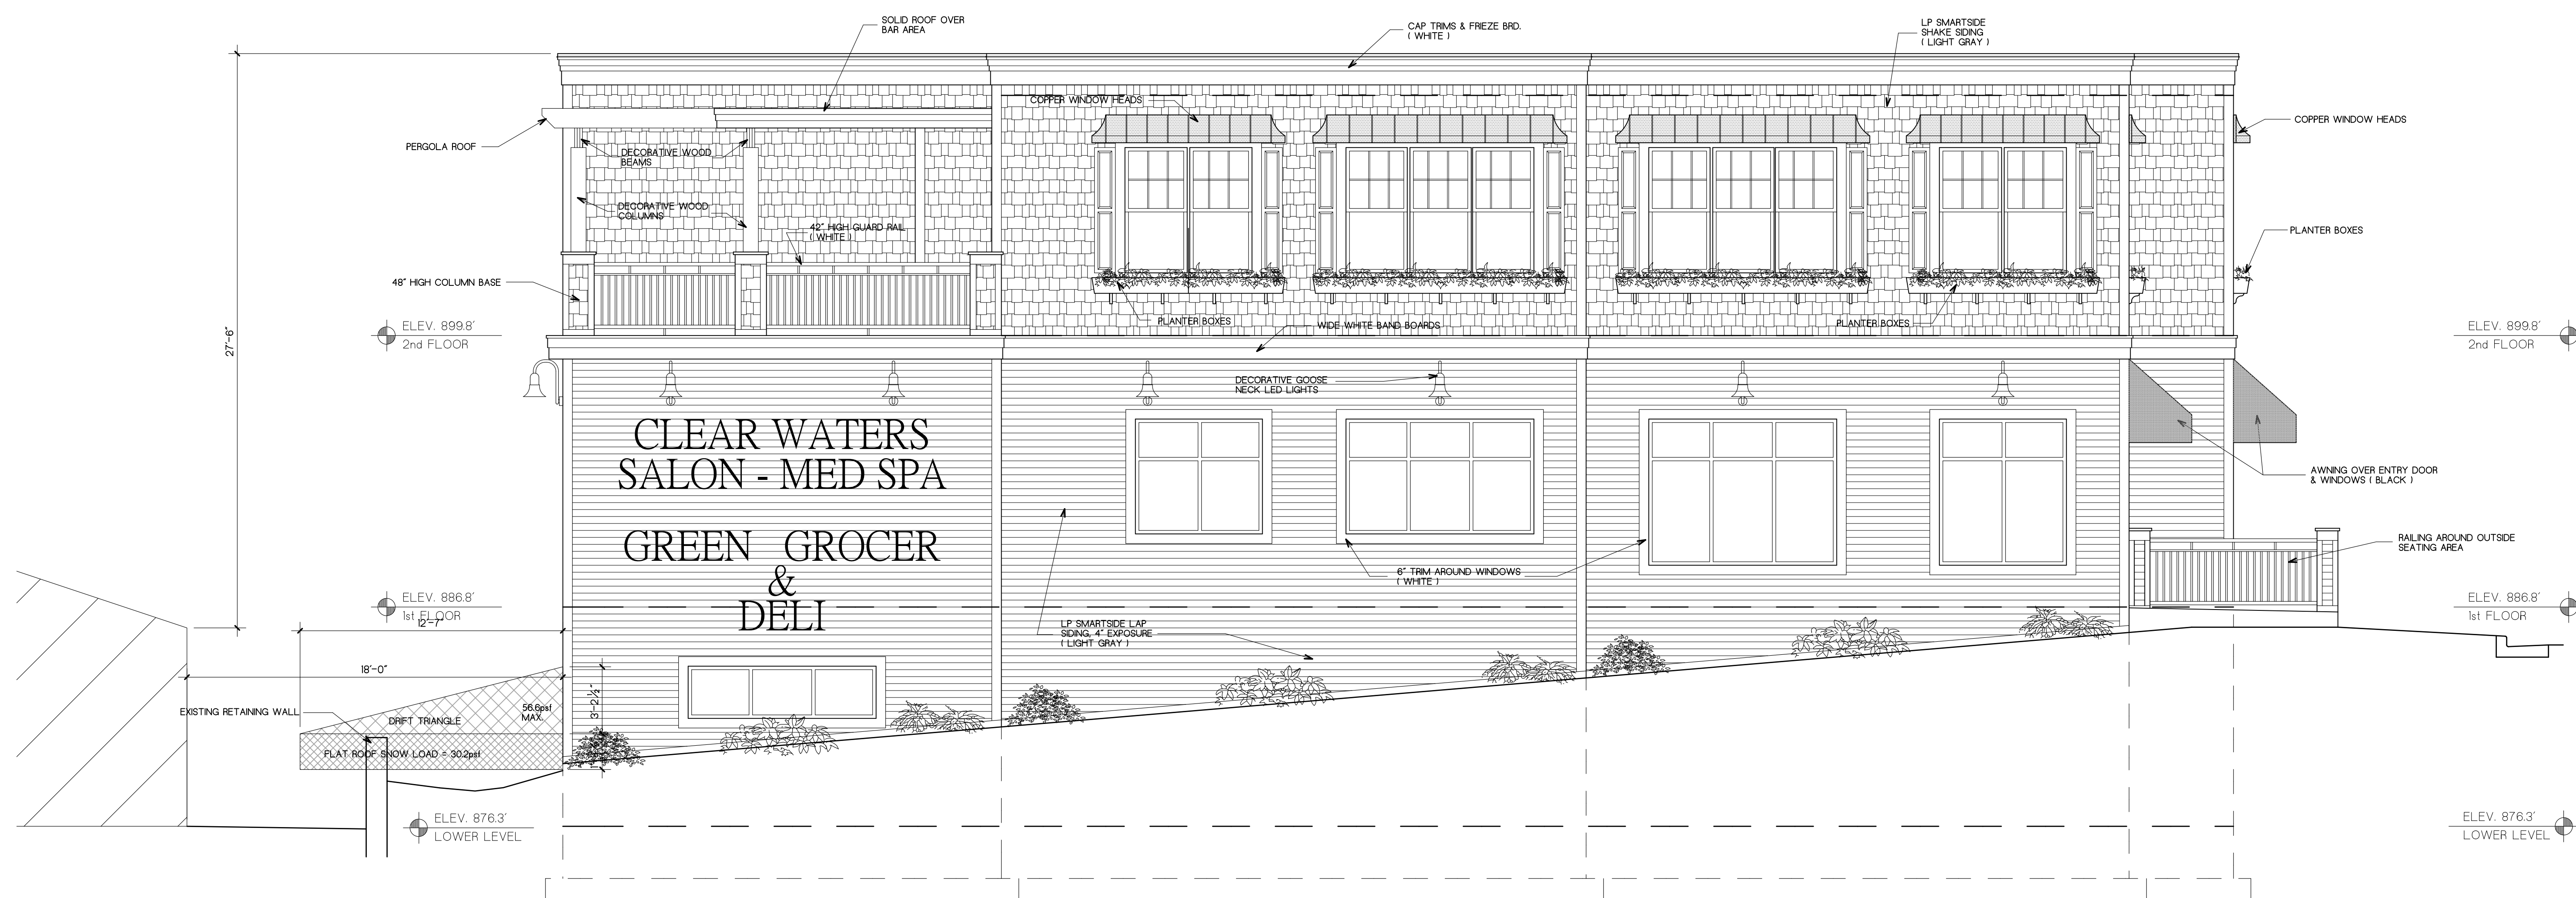 SOLID ROOF OVER
BAR AREA
CAP TRIMS & FRIEZE BRD.
( WHITE )
LP SMARTSIDE
SHAKE SIDING
( LIGHT GRAY )
COPPER WINDOW HEADS
COPPER WINDOW HEADS
PERGOLA ROOF
DECORATIVE WOOD
BEAMS
DECORATIVE WOOD
COLUMNS
42" HIGH GUARD RAIL
( WHITE )
PLANTER BOXES
48" HIGH COLUMN BASE
PLANTER BOXES
WIDE WHITE BAND BOARDS
PLANTER BOXES
ELEV. 899.8'
2nd FLOOR
ELEV. 899.8'
2nd FLOOR
27'-6"
DECORATIVE GOOSE
NECK LED LIGHTS
CLEAR WATERS
SALON - MED SPA
GREEN GROCER
&
DELI
AWNING OVER ENTRY DOOR
& WINDOWS ( BLACK )
RAILING AROUND OUTSIDE
SEATING AREA
6" TRIM AROUND WINDOWS
( WHITE )
ELEV. 886.8'
1st FLOOR
ELEV. 886.8'
1st FLOOR
12'-7"
LP SMARTSIDE LAP
SIDING, 4" EXPOSURE
( LIGHT GRAY )
18'-0"
EXISTING RETAINING WALL
DRIFT TRIANGLE
56.6psf
MAX.
3'-2½"
FLAT ROOF SNOW LOAD = 30.2psf
ELEV. 876.3'
LOWER LEVEL
ELEV. 876.3'
LOWER LEVEL